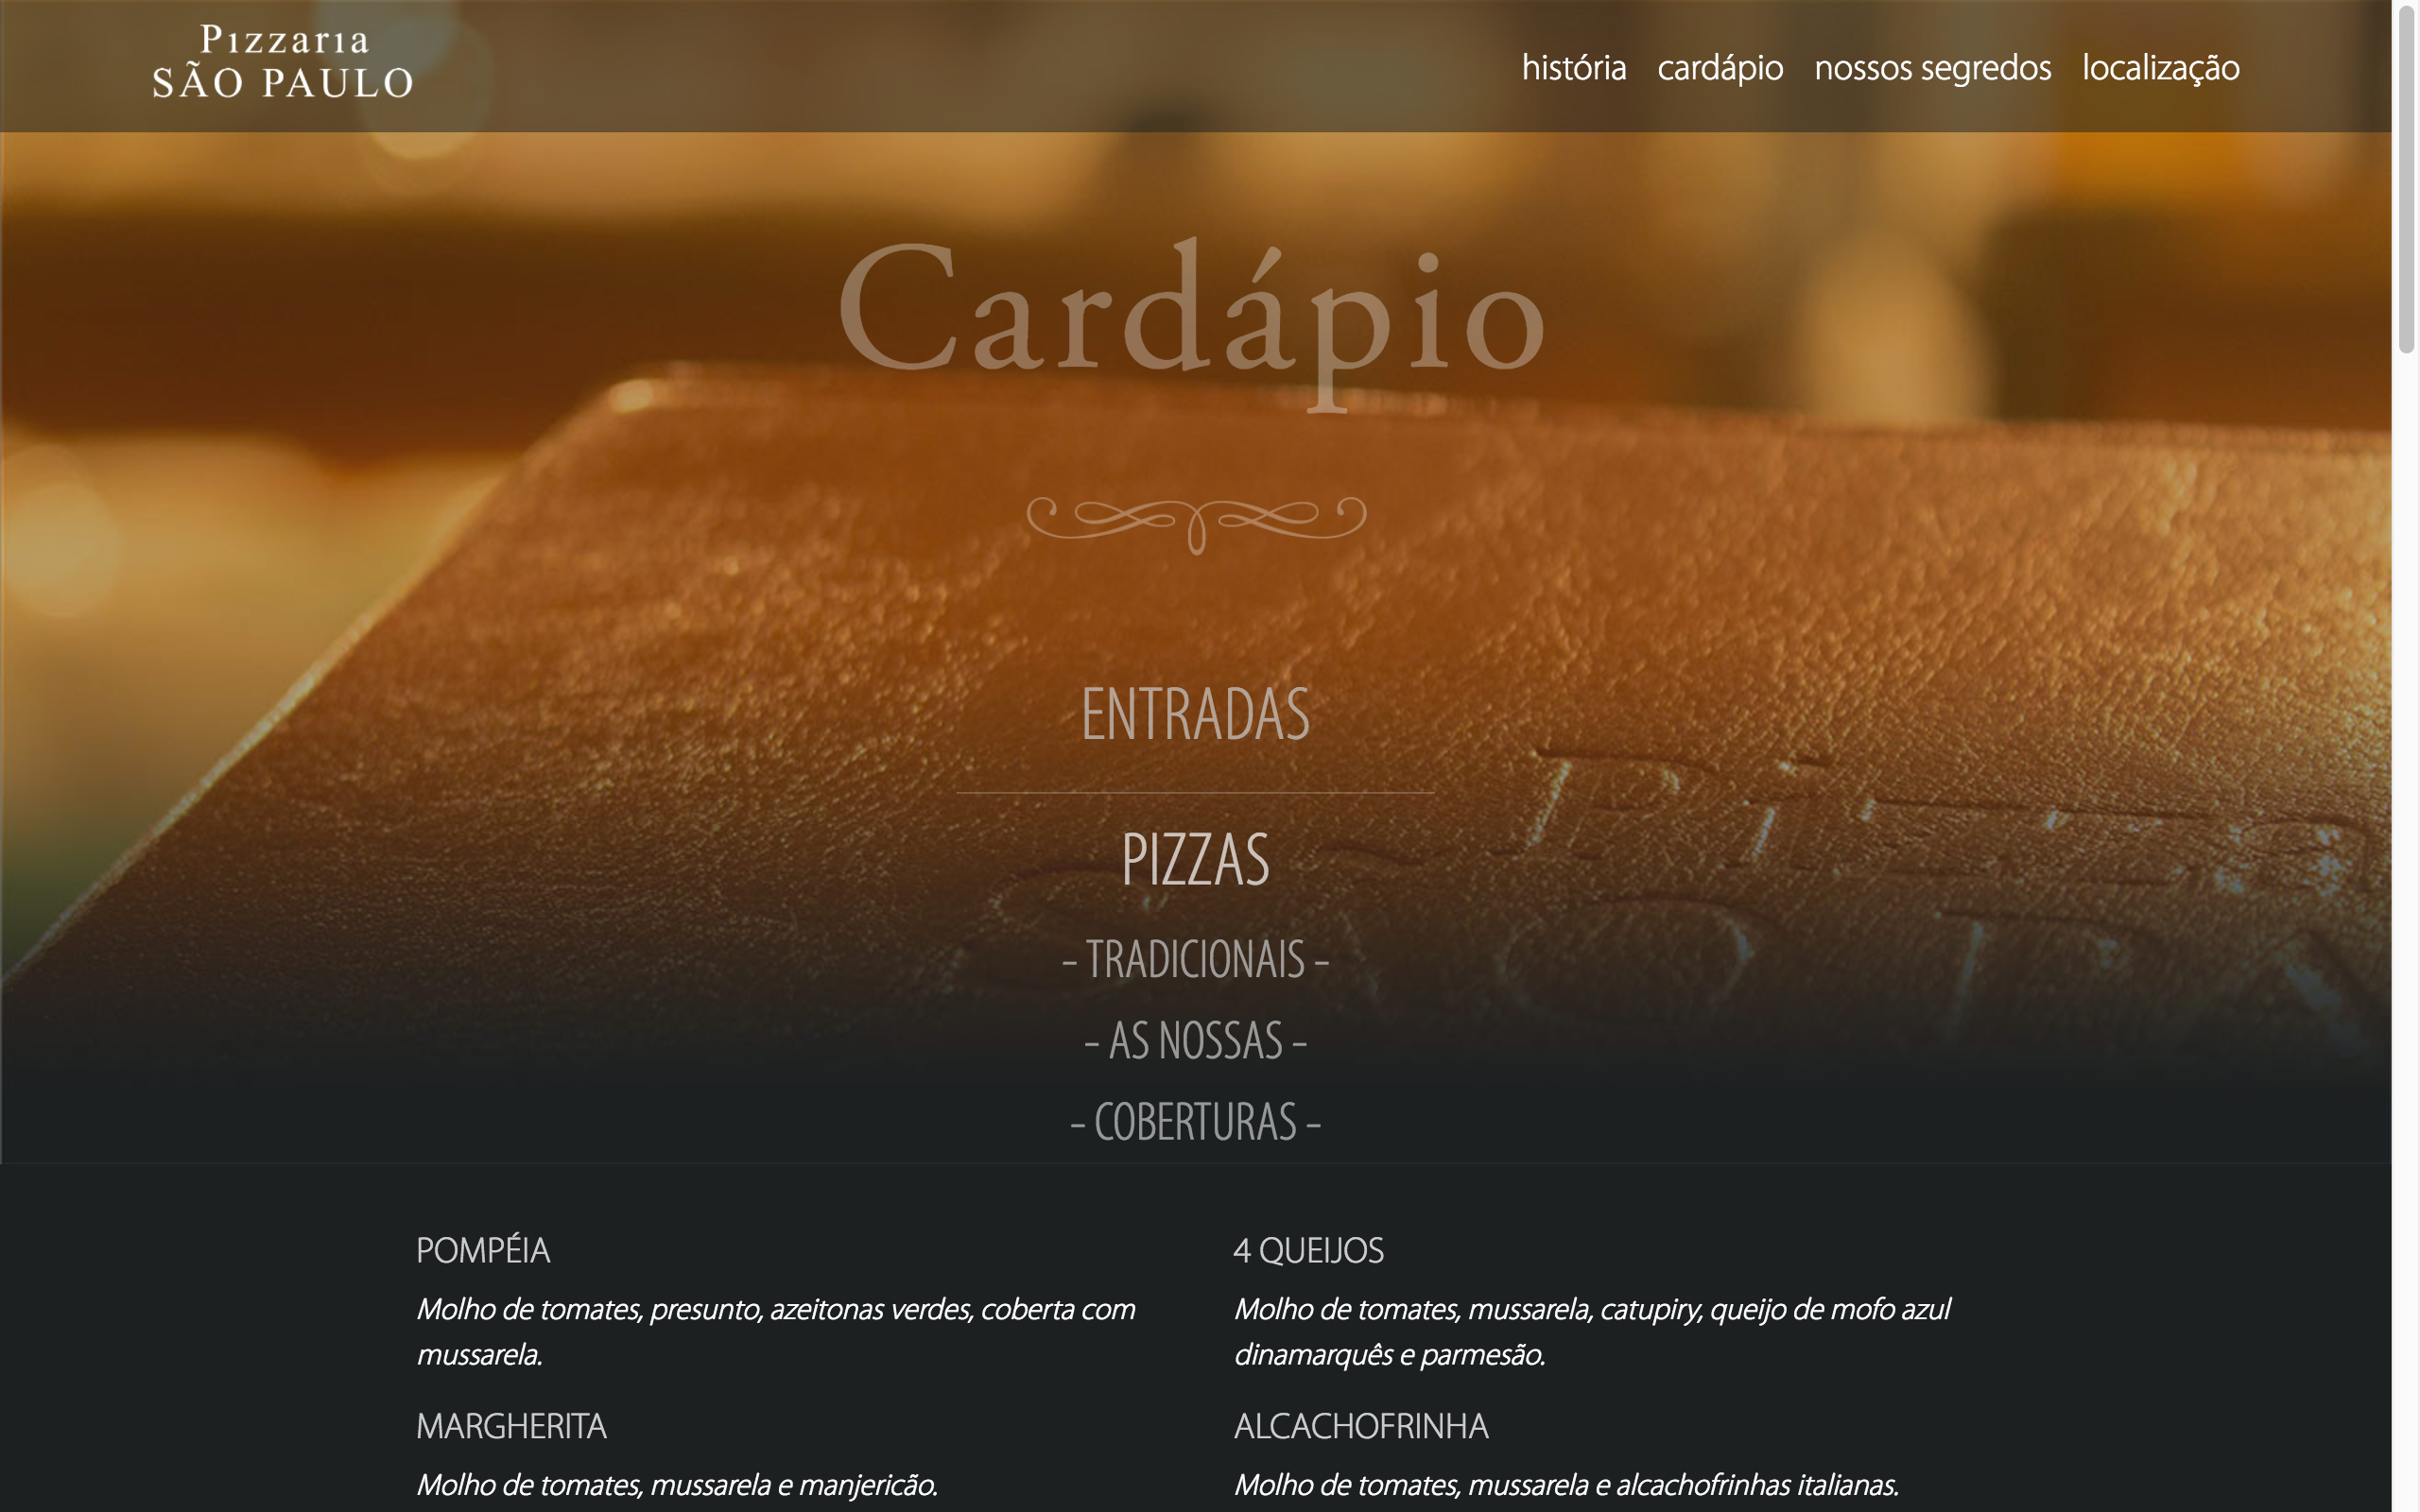 Pizzaria
SÃO PAULO
história cardápio nossos segredos localização
Cardápio
ENTRADAS
PIZZAS
– TRADICIONAIS –
– AS NOSSAS –
– COBERTURAS –
POMPÉIA
Molho de tomates, presunto, azeitonas verdes, coberta com
mussarela.
MARGHERITA
Molho de tomates, mussarela e manjericão.
4 QUEIJOS
Molho de tomates, mussarela, catupiry, queijo de mofo azul
dinamarquês e parmesão.
ALCACHOFRINHA
Molho de tomates, mussarela e alcachofrinhas italianas.